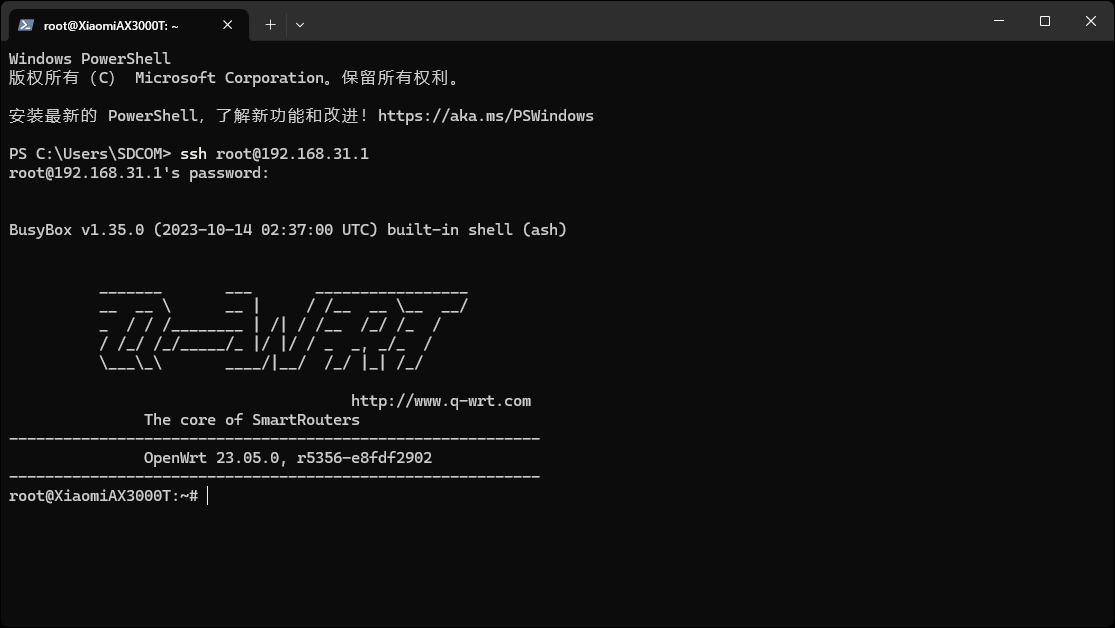 root@XiaomiAX3000T: ~
Windows PowerShell
版权所有（C） Microsoft Corporation。保留所有权利。
安装最新的 PowerShell，了解新功能和改进！https://aka.ms/PSWindows
PS C:\Users\SDCOM> ssh root@192.168.31.1
root@192.168.31.1's password:
BusyBox v1.35.0 (2023-10-14 02:37:00 UTC) built-in shell (ash)
Q-WRT
http://www.q-wrt.com
The core of SmartRouters
OpenWrt 23.05.0, r5356-e8fdf2902
root@XiaomiAX3000T:~#